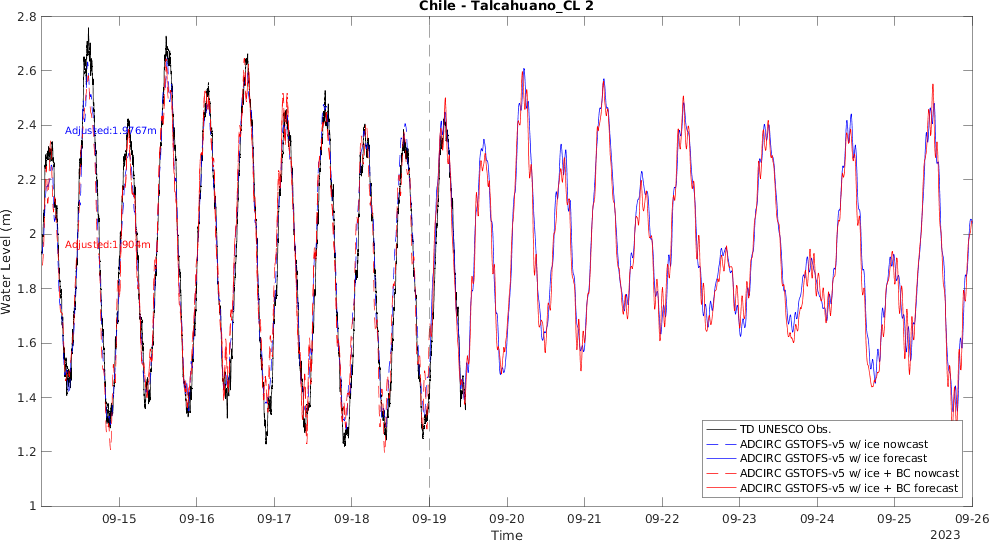 Chile - Talcahuano_CL 2
Water Level (m)
2.8
2.6
2.4
2.2
2
1.8
1.6
1.4
1.2
1
Adjusted:1.9767m
Adjusted:1.904m
TD UNESCO Obs.
ADCIRC GSTOFS-v5 w/ ice nowcast
ADCIRC GSTOFS-v5 w/ ice forecast
ADCIRC GSTOFS-v5 w/ ice + BC nowcast
ADCIRC GSTOFS-v5 w/ ice + BC forecast
09-15 09-16 09-17 09-18 09-19 09-20 09-21 09-22 09-23 09-24 09-25 09-26
Time
2023